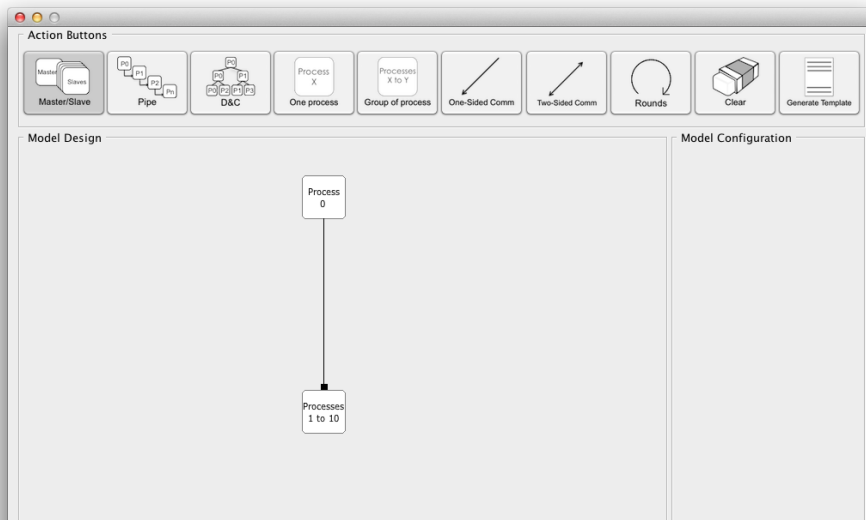 Action Buttons
Master
Slaves
Master/Slave
P0
P1
P2
Pn
Pipe
P0
P0 P1
P0 P2 P1 P3
D&C
Process
X
One process
Processes
X to Y
Group of process
One-Sided Comm
Two-Sided Comm
Rounds
Clear
Generate Template
Model Design
Model Configuration
Process
0
Processes
1 to 10